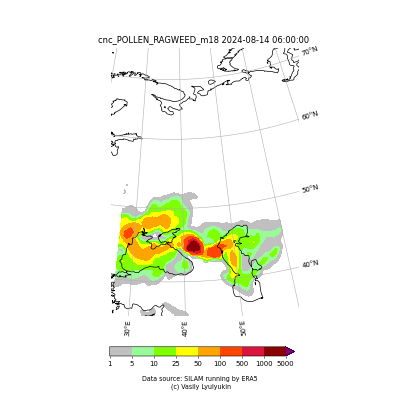 cnc_POLLEN_RAGWEED_m18 2024-08-14 06:00:00
70°N
60°N
50°N
40°N
30°E 40°E 50°E
1 5 10 25 50 100 500 1000 5000
Data source: SILAM running by ERA5
(c) Vasily Lyulyukin